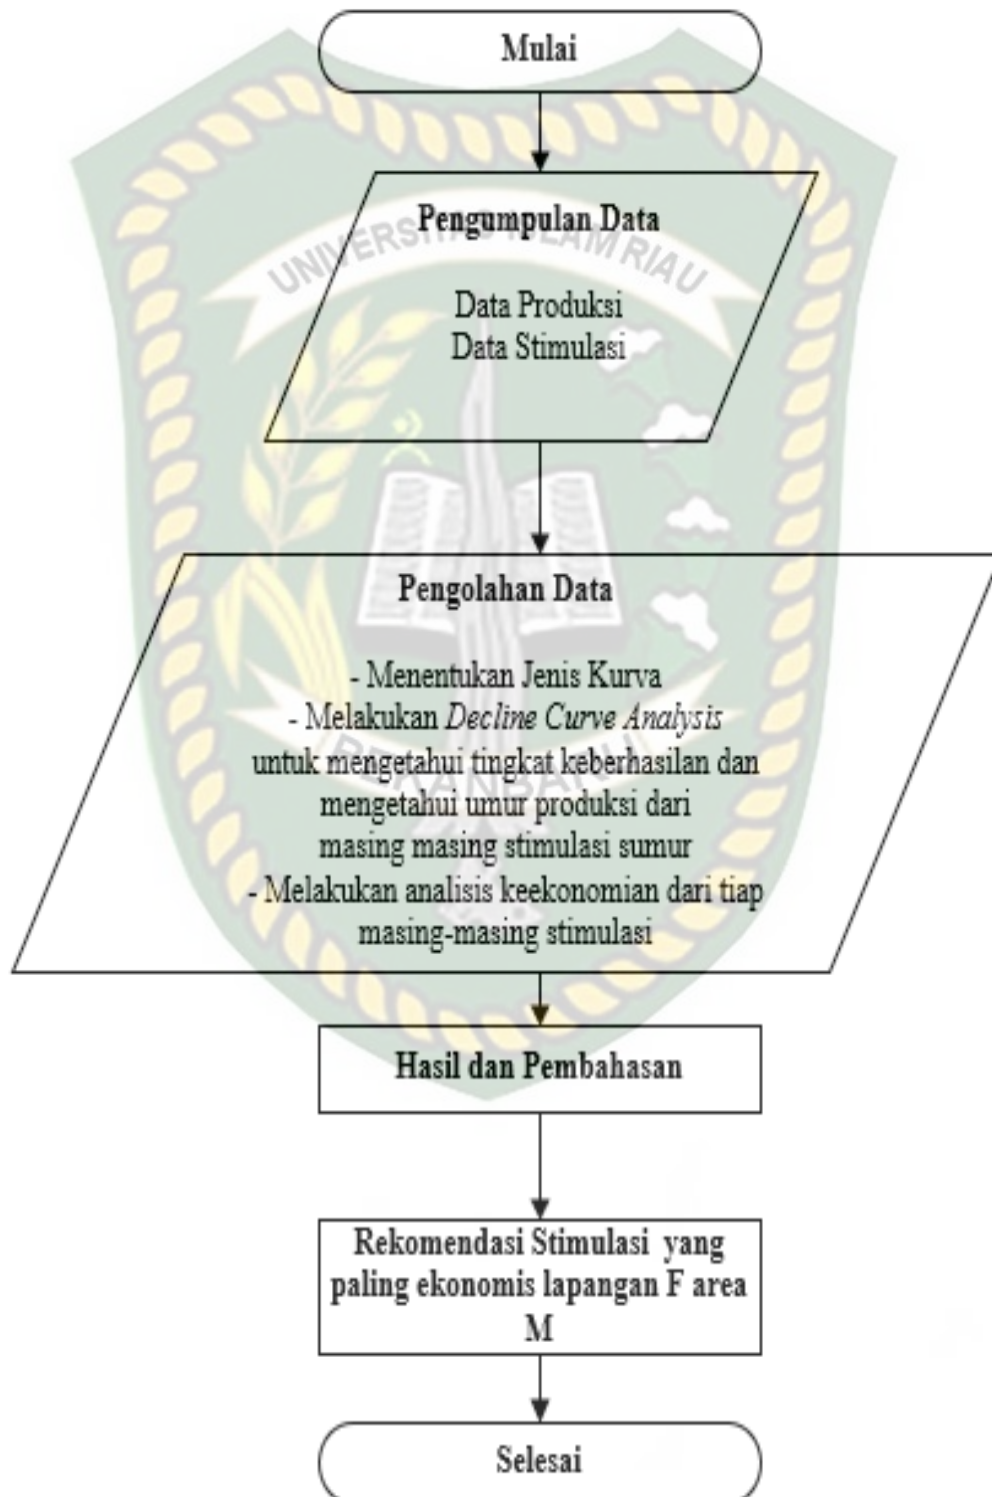 Mulai
Pengumpulan Data
UNIVERSITAS ISLAM RIAU
Data Produksi
Data Stimulasi
Pengolahan Data
- Menentukan Jenis Kurva
- Melakukan Decline Curve Analysis
untuk mengetahui tingkat keberhasilan dan
mengetahui umur produksi dari
masing masing stimulasi sumur
- Melakukan analisis keekonomian dari tiap
masing-masing stimulasi
PEKANBARU
Hasil dan Pembahasan
Rekomendasi Stimulasi yang
paling ekonomis lapangan F area
M
Selesai